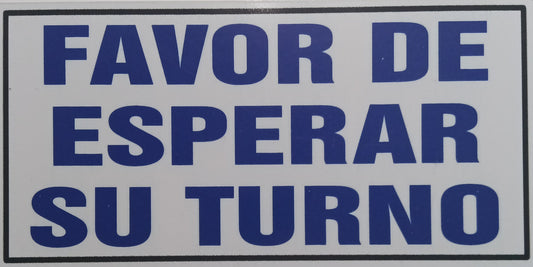 FAVOR DE
ESPERAR
SU TURNO